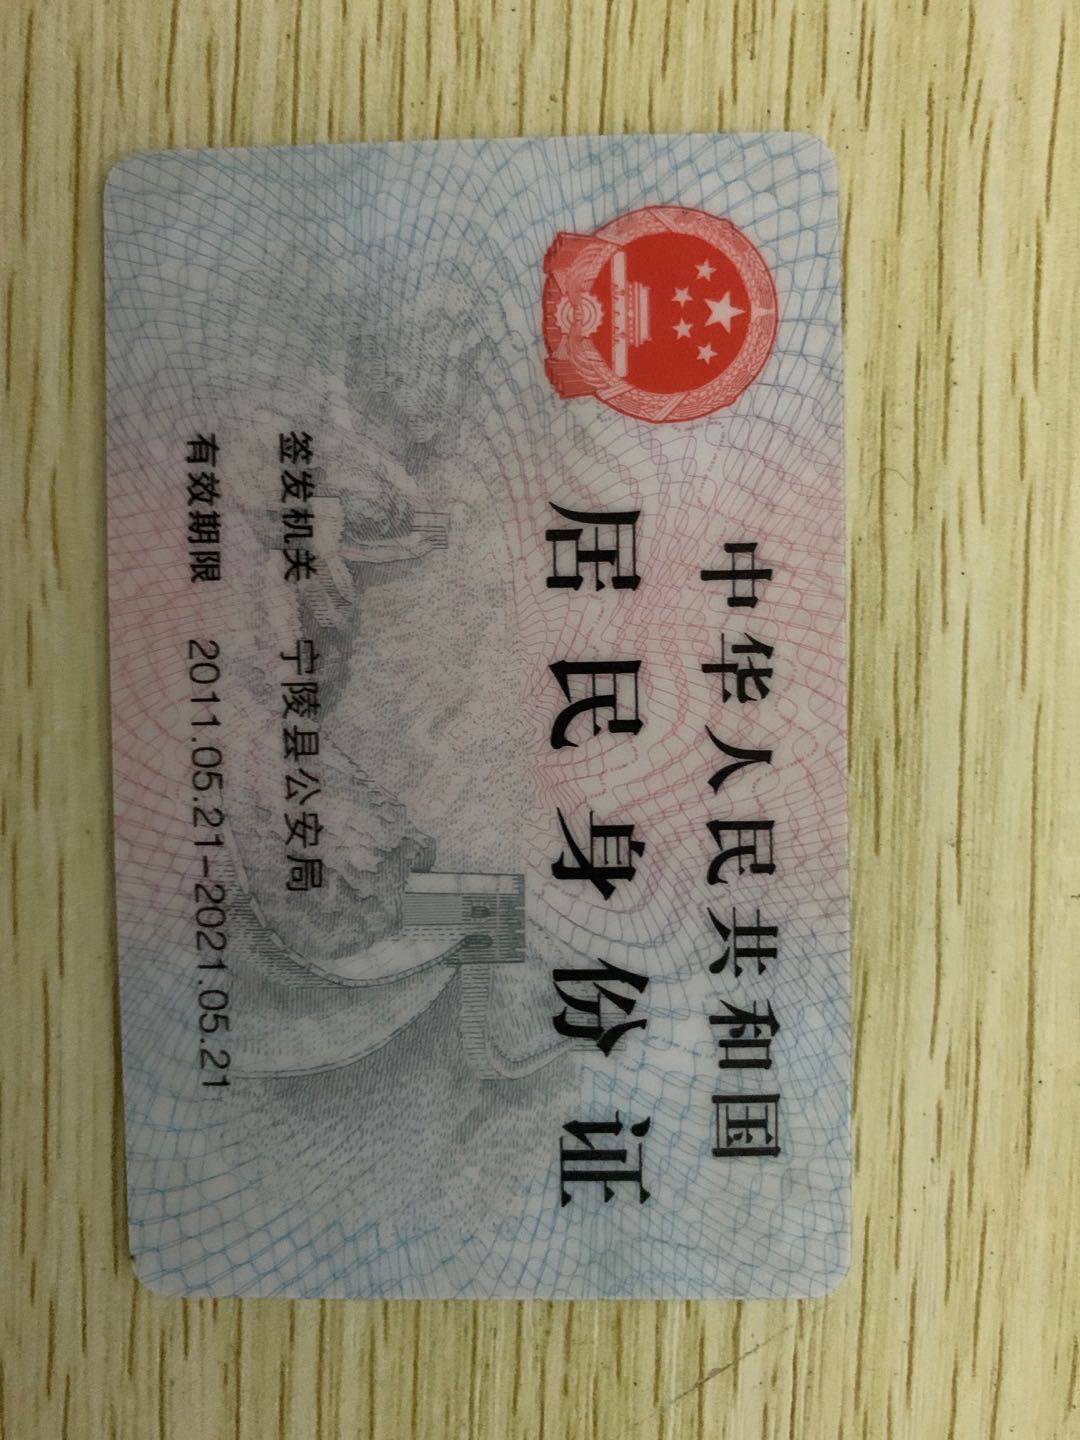 中华人民共和国
居民身份证
签发机关 宁陵县公安局
有效期限 2011.05.21-2021.05.21